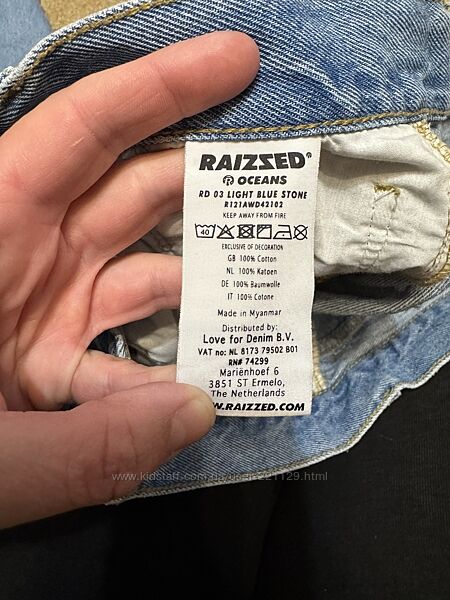 RAIZZED®
® OCEANS
RD 03 LIGHT BLUE STONE
R121AWD42102
KEEP AWAY FROM FIRE
40
EXCLUSIVE OF DECORATION
GB 100% Cotton
NL 100% Katoen
DE 100% Baumwolle
IT 100% Cotone
Made in Myanmar
Distributed by:
Love for Denim B.V.
VAT no: NL 8173 79502 B01
RN# 74299
Mariënhoef 6
3851 ST Ermelo,
The Netherlands
WWW.RAIZZED.COM